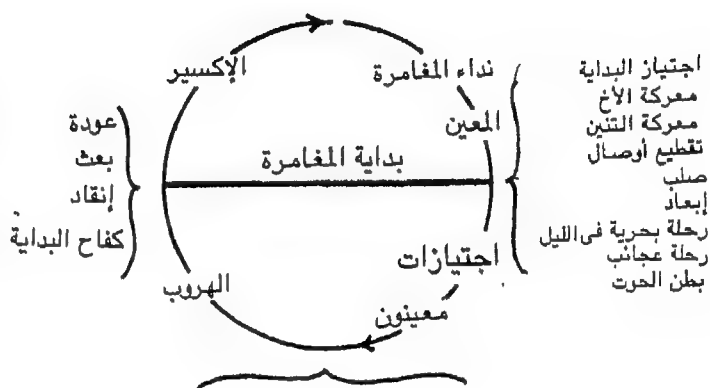 نداء المغامرة
المعين
بداية المغامرة
اجتيازات
معينون
الهروب
الإكسير
اجتياز البداية
معركة الأخ
معركة التنين
تقطيع أوصال
صلب
إبعاد
رحلة بحرية فى الليل
رحلة عجائب
بطن الحوت
عودة
بعث
إنقاد
كفاح البداية